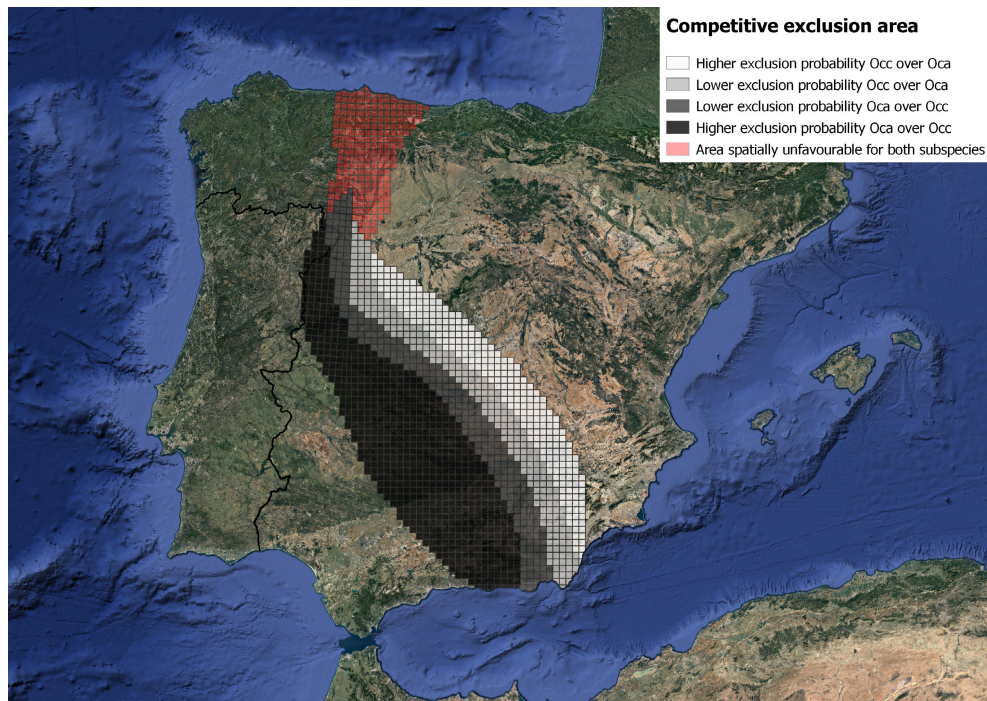 Competitive exclusion area
Higher exclusion probability Occ over Oca
Lower exclusion probability Occ over Oca
Lower exclusion probability Oca over Occ
Higher exclusion probability Oca over Occ
Area spatially unfavourable for both subspecies